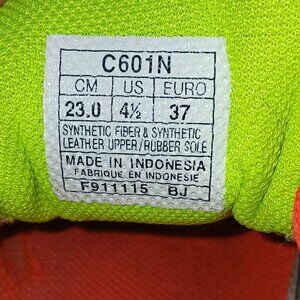 C601N
CM US EURO
23.0 4½ 37
SYNTHETIC FIBER & SYNTHETIC
LEATHER UPPER/RUBBER SOLE
MADE IN INDONESIA
FABRIQUE EN INDONESIE
F911115 BJ